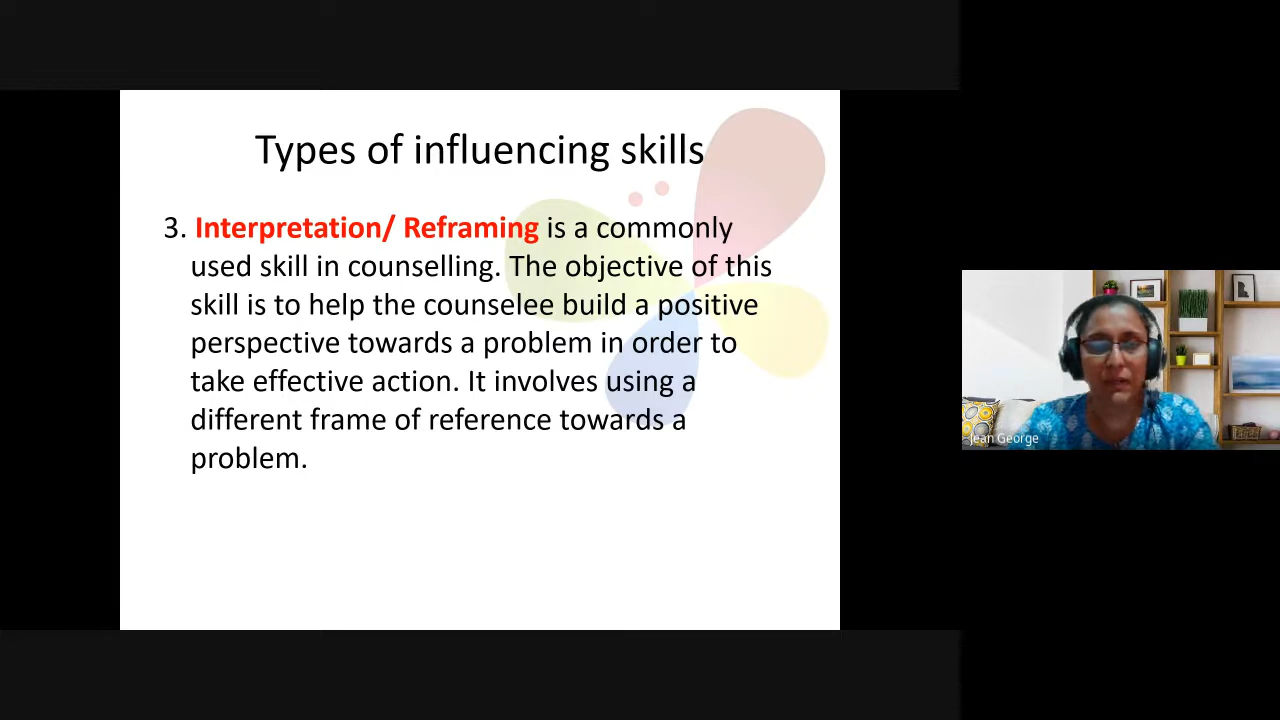 Types of influencing skills
3. Interpretation/ Reframing is a commonly
used skill in counselling. The objective of this
skill is to help the counselee build a positive
perspective towards a problem in order to
take effective action. It involves using a
different frame of reference towards a
problem.
Jean George